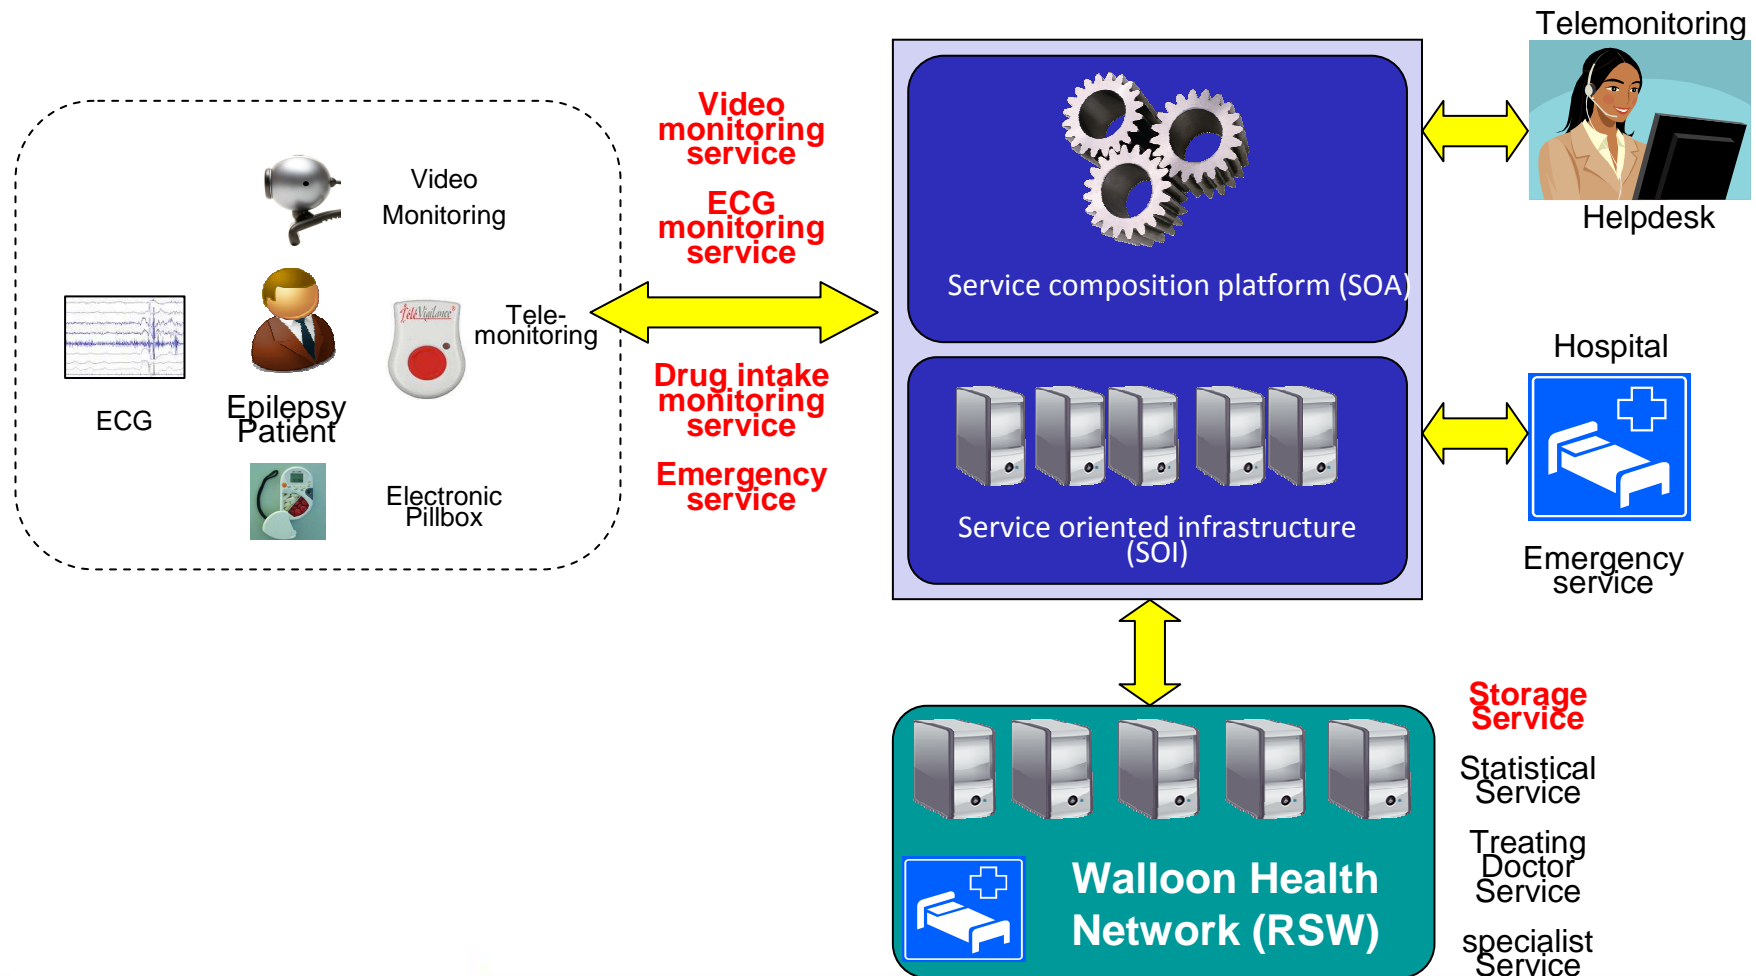 Telemonitoring
Helpdesk
Video
monitoring
service
ECG
monitoring
service
Drug intake
monitoring
service
Emergency
service
Video
Monitoring
TéléVigilance®
Tele-
monitoring
ECG
Epilepsy
Patient
Electronic
Pillbox
Service composition platform (SOA)
Service oriented infrastructure
(SOI)
Hospital
Emergency
service
Storage
Service
Statistical
Service
Treating
Doctor
Service
specialist
Service
Walloon Health
Network (RSW)